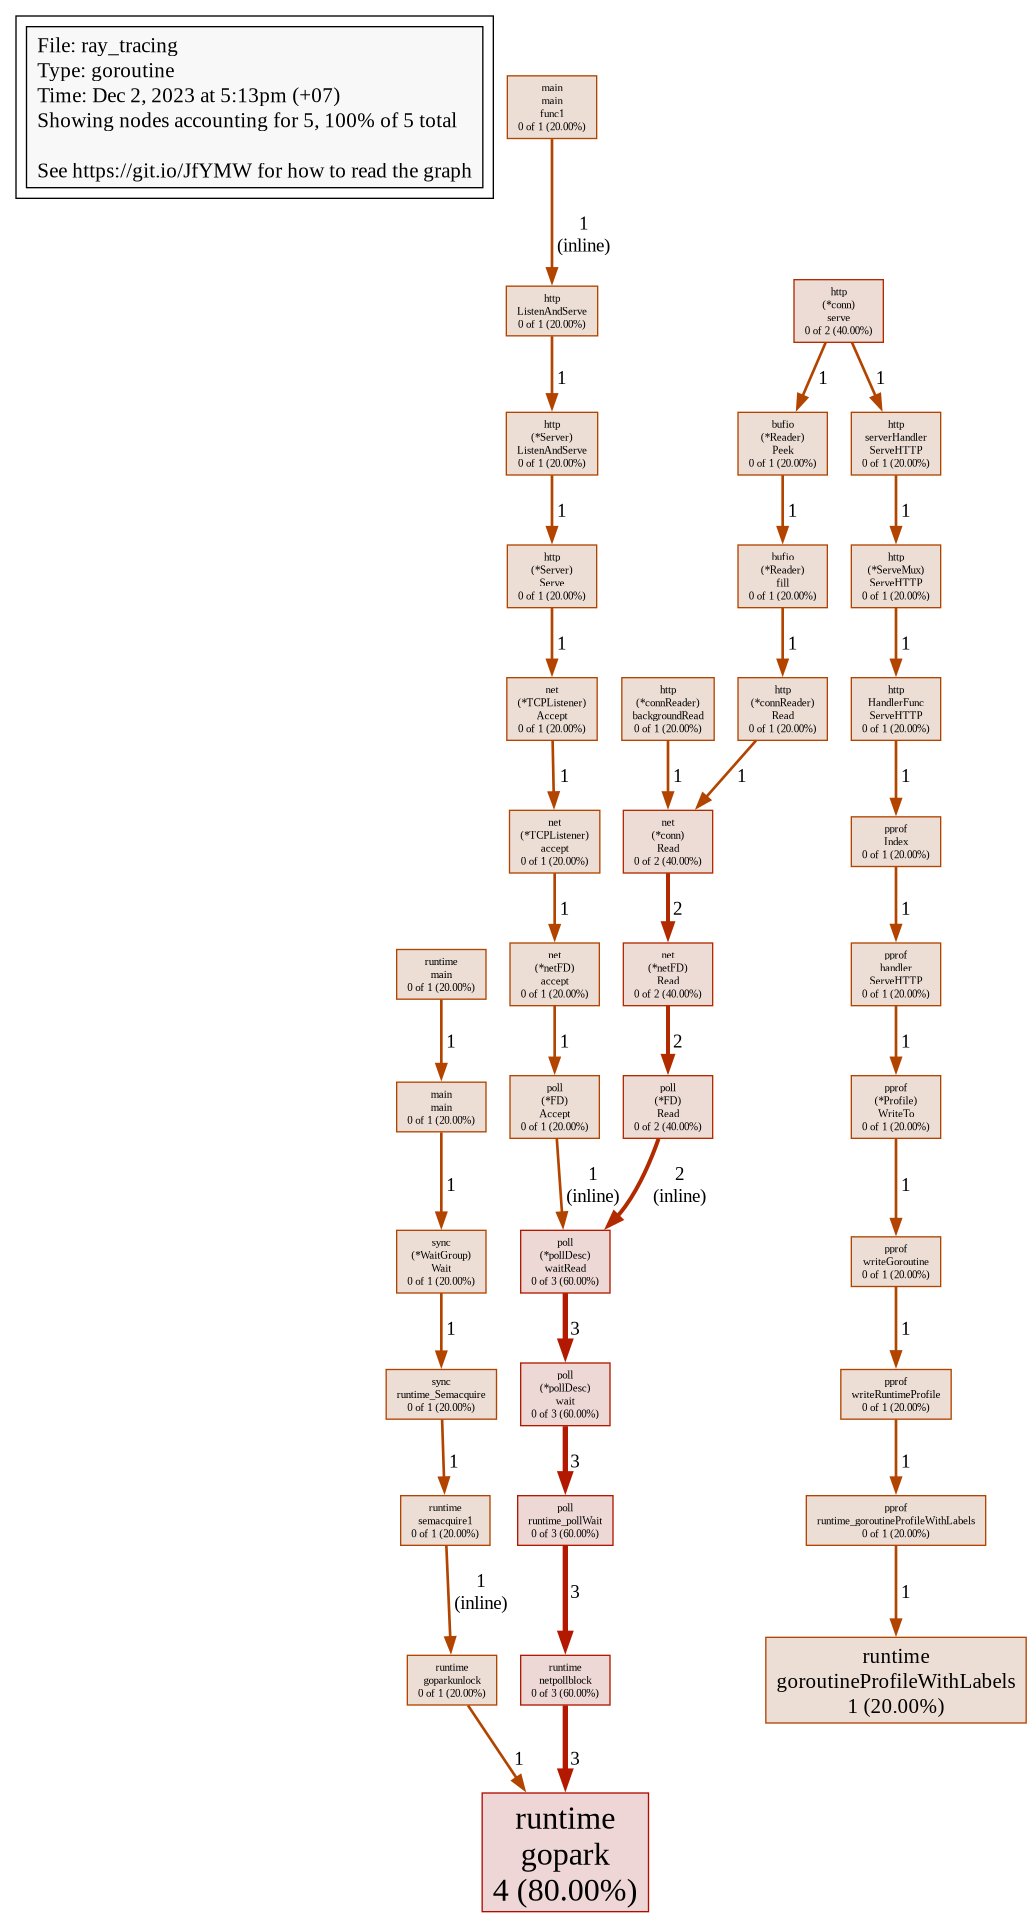 File: ray_tracing
Type: goroutine
Time: Dec 2, 2023 at 5:13pm (+07)
Showing nodes accounting for 5, 100% of 5 total
See https://git.io/JfYMW for how to read the graph
main
main
func1
0 of 1 (20.00%)
1
(inline)
http
ListenAndServe
0 of 1 (20.00%)
http
(*conn)
serve
0 of 2 (40.00%)
1
1
1
http
(*Server)
ListenAndServe
0 of 1 (20.00%)
bufio
(*Reader)
Peek
0 of 1 (20.00%)
http
serverHandler
ServeHTTP
0 of 1 (20.00%)
1
1
1
http
(*Server)
Serve
0 of 1 (20.00%)
bufio
(*Reader)
fill
0 of 1 (20.00%)
http
(*ServeMux)
ServeHTTP
0 of 1 (20.00%)
1
1
1
net
(*TCPListener)
Accept
0 of 1 (20.00%)
http
(*connReader)
backgroundRead
0 of 1 (20.00%)
http
(*connReader)
Read
0 of 1 (20.00%)
http
HandlerFunc
ServeHTTP
0 of 1 (20.00%)
1
1
1
1
net
(*TCPListener)
accept
0 of 1 (20.00%)
net
(*conn)
Read
0 of 2 (40.00%)
pprof
Index
0 of 1 (20.00%)
1
2
1
runtime
main
0 of 1 (20.00%)
net
(*netFD)
accept
0 of 1 (20.00%)
net
(*netFD)
Read
0 of 2 (40.00%)
pprof
handler
ServeHTTP
0 of 1 (20.00%)
1
1
2
1
main
main
0 of 1 (20.00%)
poll
(*FD)
Accept
0 of 1 (20.00%)
poll
(*FD)
Read
0 of 2 (40.00%)
pprof
(*Profile)
WriteTo
0 of 1 (20.00%)
1
1
(inline)
2
(inline)
1
sync
(*WaitGroup)
Wait
0 of 1 (20.00%)
poll
(*pollDesc)
waitRead
0 of 3 (60.00%)
pprof
writeGoroutine
0 of 1 (20.00%)
1
3
1
sync
runtime_Semacquire
0 of 1 (20.00%)
poll
(*pollDesc)
wait
0 of 3 (60.00%)
pprof
writeRuntimeProfile
0 of 1 (20.00%)
1
3
1
runtime
semacquire1
0 of 1 (20.00%)
poll
runtime_pollWait
0 of 3 (60.00%)
pprof
runtime_goroutineProfileWithLabels
0 of 1 (20.00%)
1
(inline)
3
1
runtime
goparkunlock
0 of 1 (20.00%)
runtime
netpollblock
0 of 3 (60.00%)
runtime
goroutineProfileWithLabels
1 (20.00%)
1
3
runtime
gopark
4 (80.00%)